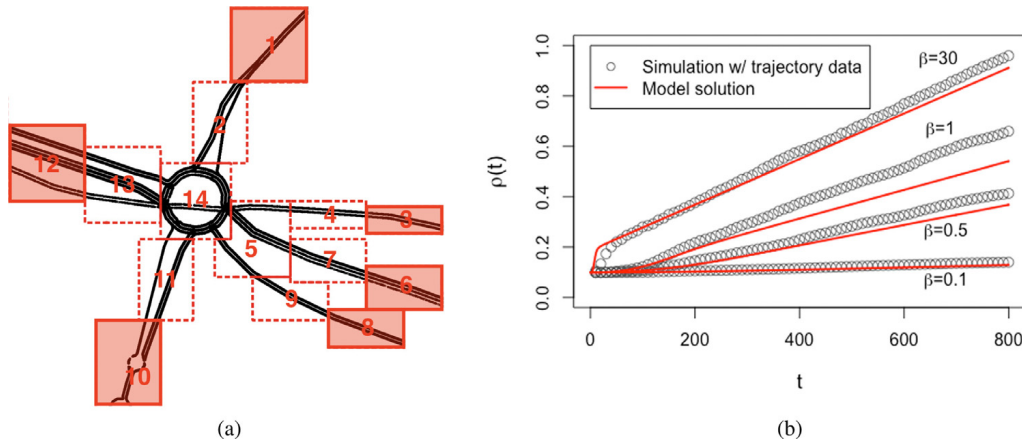 1
2
12
13
14
4
3
5
7
6
11
9
8
10
(a)
ρ(t)
1.0
0.8
0.6
0.4
0.2
0.0
Simulation w/ trajectory data
Model solution
β=30
β=1
β=0.5
β=0.1
0 200 400 600 800
t
(b)